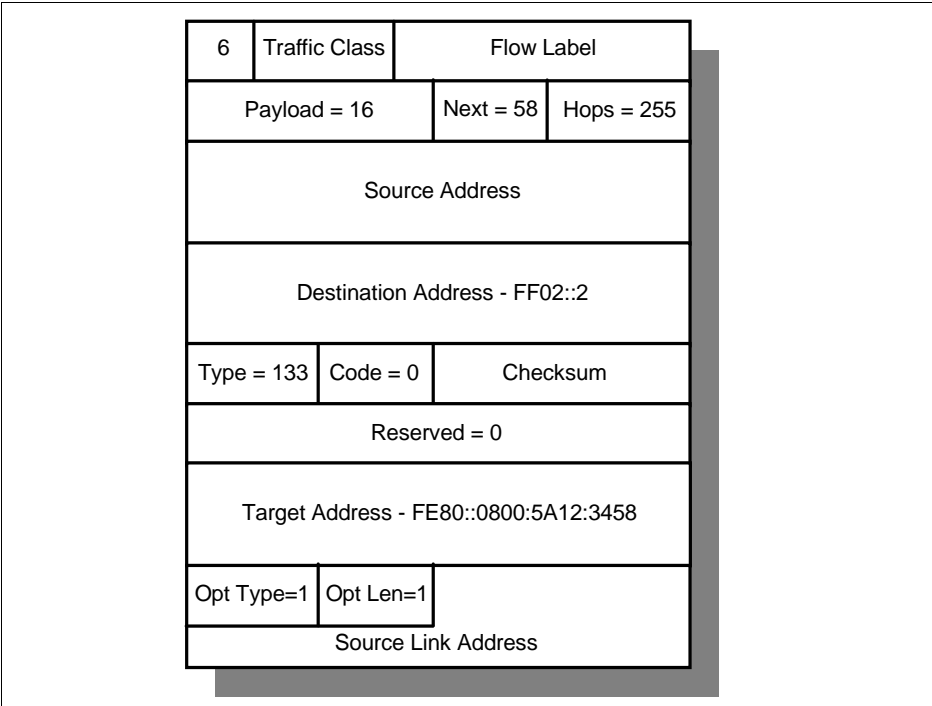 6 Traffic Class Flow Label
Payload = 16 Next = 58 Hops = 255
Source Address
Destination Address - FF02::2
Type = 133 Code = 0 Checksum
Reserved = 0
Target Address - FE80::0800:5A12:3458
Opt Type=1 Opt Len=1
Source Link Address